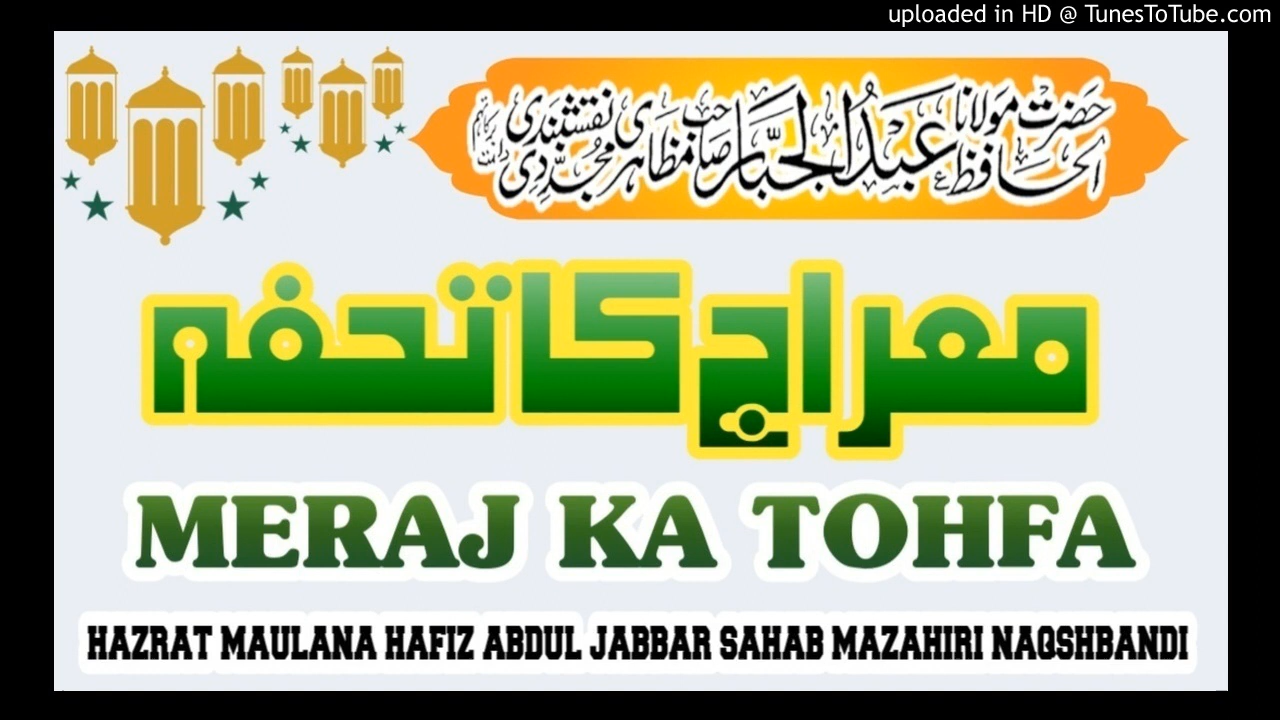 uploaded in HD @ TunesToTube.com
حضرت مولانا الحافظ عبدالجبار صاحب مظاہری نقشبندی مجددی
معراج کا تحفہ
MERAJ KA TOHFA
HAZRAT MAULANA HAFIZ ABDUL JABBAR SAHAB MAZAHIRI NAQSHBANDI